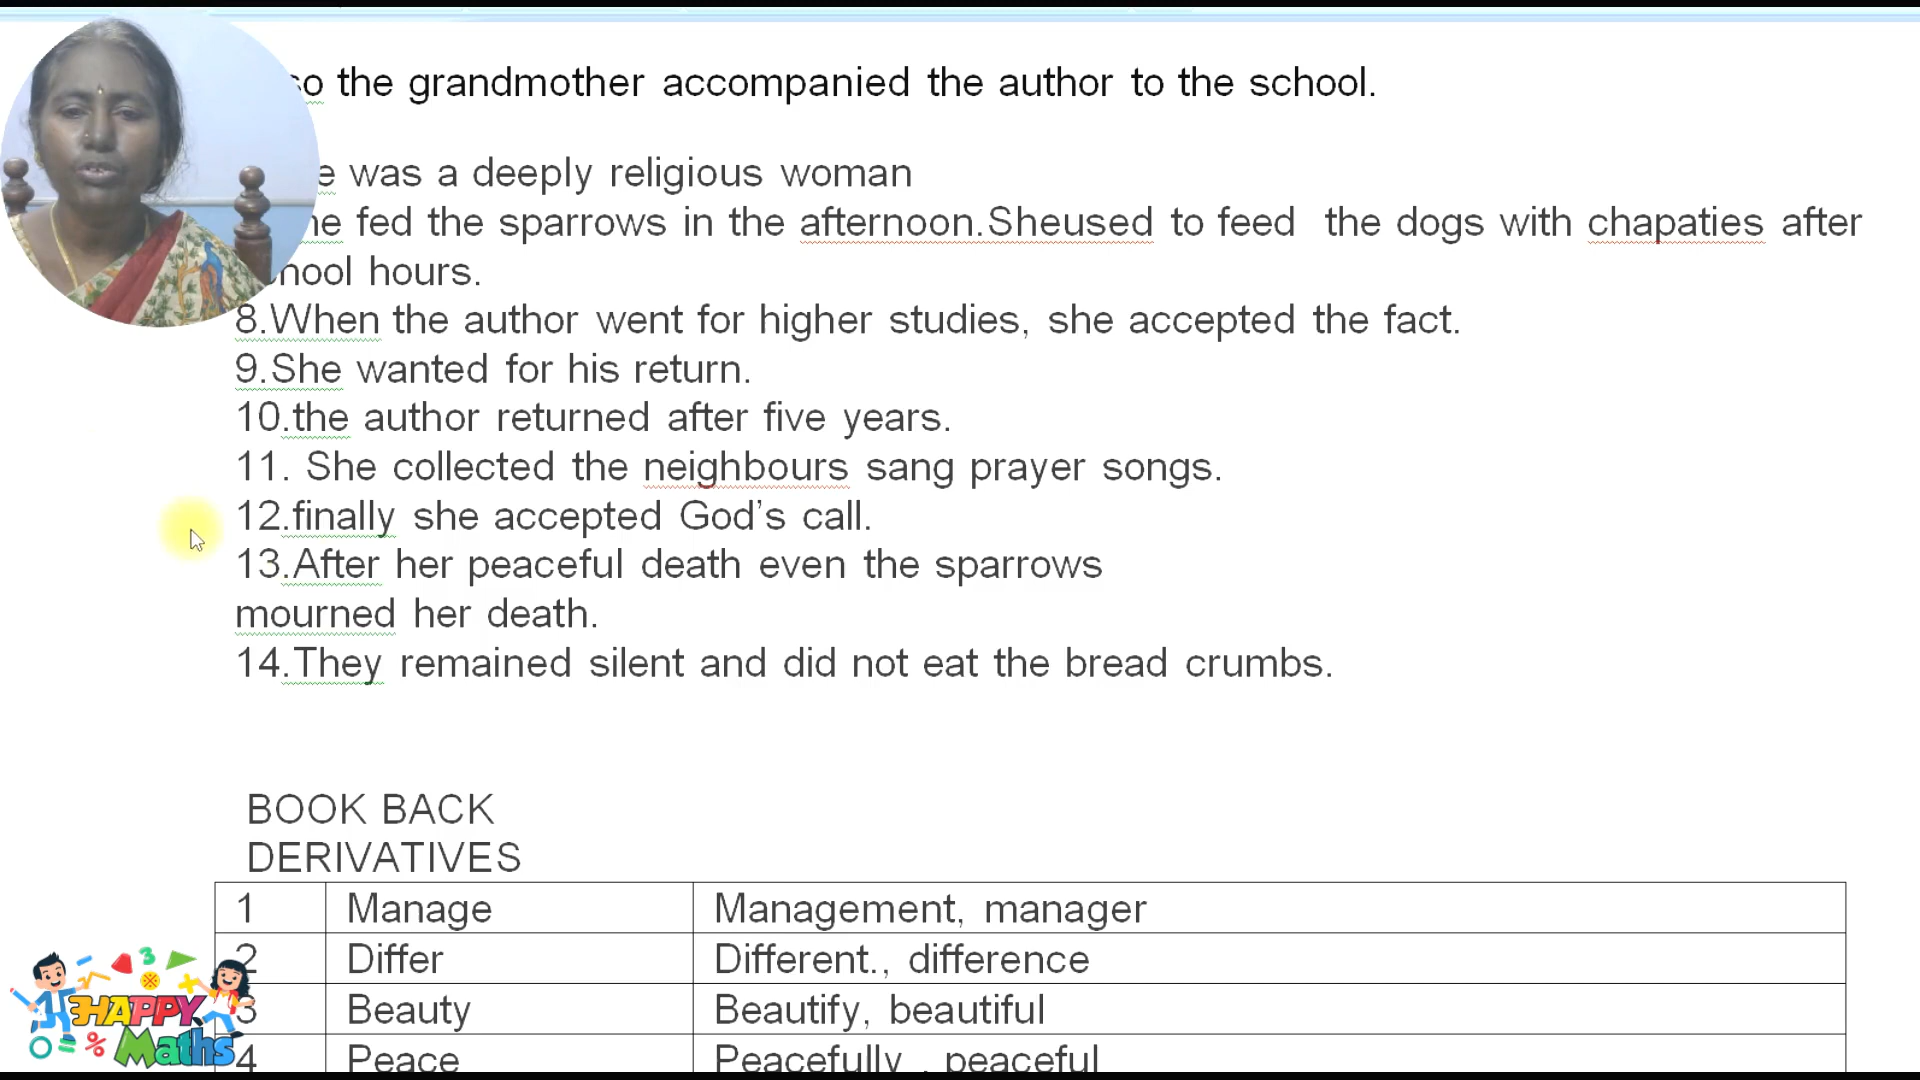 so the grandmother accompanied the author to the school.
was a deeply religious woman
fed the sparrows in the afternoon.Sheused to feed the dogs with chapaties after
hours.
8.When the author went for higher studies, she accepted the fact.
9.She wanted for his return.
10.the author returned after five years.
11. She collected the neighbours sang prayer songs.
12.finally she accepted God’s call.
13.After her peaceful death even the sparrows
mourned her death.
14.They remained silent and did not eat the bread crumbs.
BOOK BACK
DERIVATIVES
1 Manage Management, manager
2 Differ Different., difference
3 Beauty Beautify, beautiful
4 Peace Peacefully , peaceful
HAPPY
Maths